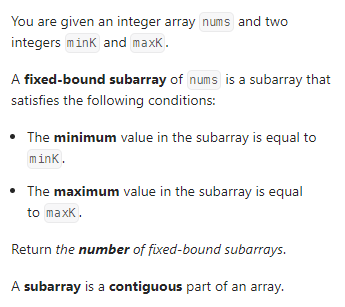 You are given an integer array nums and two
integers minK and maxK.
A fixed-bound subarray of nums is a subarray that
satisfies the following conditions:
• The minimum value in the subarray is equal to
minK.
• The maximum value in the subarray is equal
to maxK.
Return the number of fixed-bound subarrays.
A subarray is a contiguous part of an array.